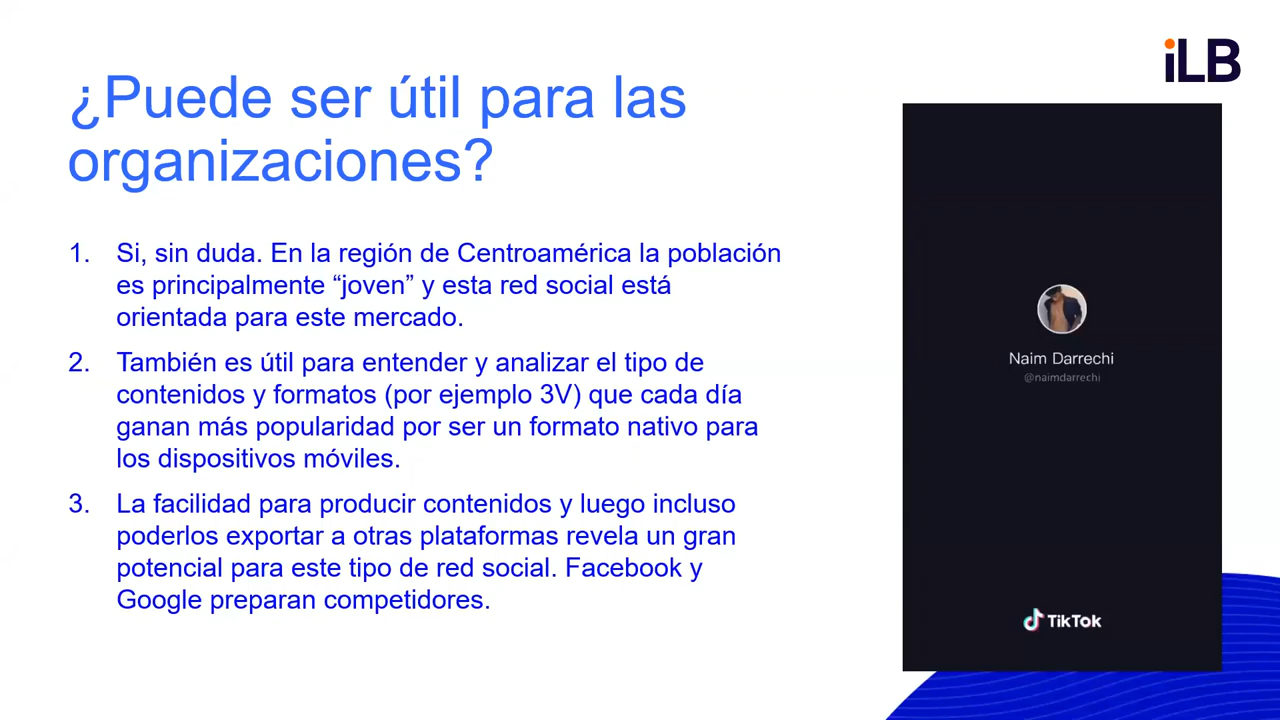 iLB
¿Puede ser útil para las
organizaciones?
1. Si, sin duda. En la región de Centroamérica la población
es principalmente “joven” y esta red social está
orientada para este mercado.
2. También es útil para entender y analizar el tipo de
contenidos y formatos (por ejemplo 3V) que cada día
ganan más popularidad por ser un formato nativo para
los dispositivos móviles.
3. La facilidad para producir contenidos y luego incluso
poderlos exportar a otras plataformas revela un gran
potencial para este tipo de red social. Facebook y
Google preparan competidores.
Naim Darrechi
@naimdarrechi
TikTok